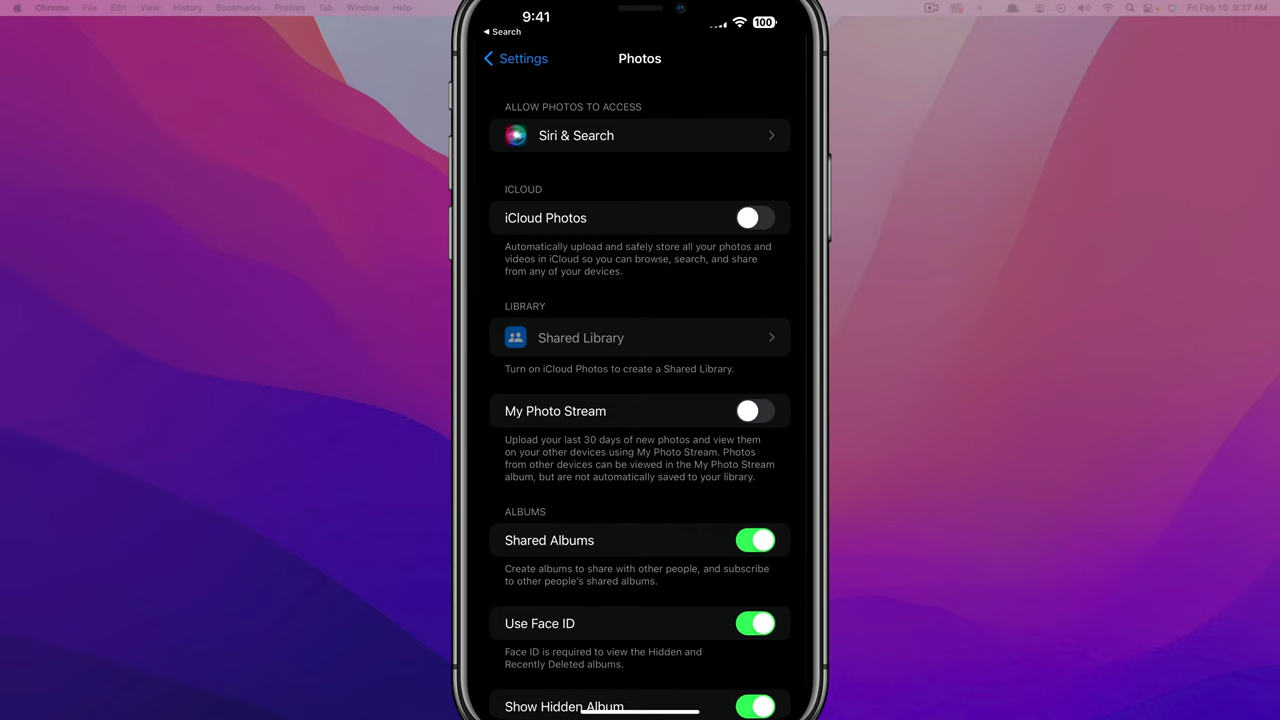 Chrome File Edit View History Bookmarks Profiles Tab Window Help
Fri Feb 10 9:27 AM
9:41
100
Search
Settings
Photos
ALLOW PHOTOS TO ACCESS
Siri & Search
ICLOUD
iCloud Photos
Automatically upload and safely store all your photos and
videos in iCloud so you can browse, search, and share
from any of your devices.
LIBRARY
Shared Library
Turn on iCloud Photos to create a Shared Library.
My Photo Stream
Upload your last 30 days of new photos and view them
on your other devices using My Photo Stream. Photos
from other devices can be viewed in the My Photo Stream
album, but are not automatically saved to your library.
ALBUMS
Shared Albums
Create albums to share with other people, and subscribe
to other people's shared albums.
Use Face ID
Face ID is required to view the Hidden and
Recently Deleted albums.
Show Hidden Album